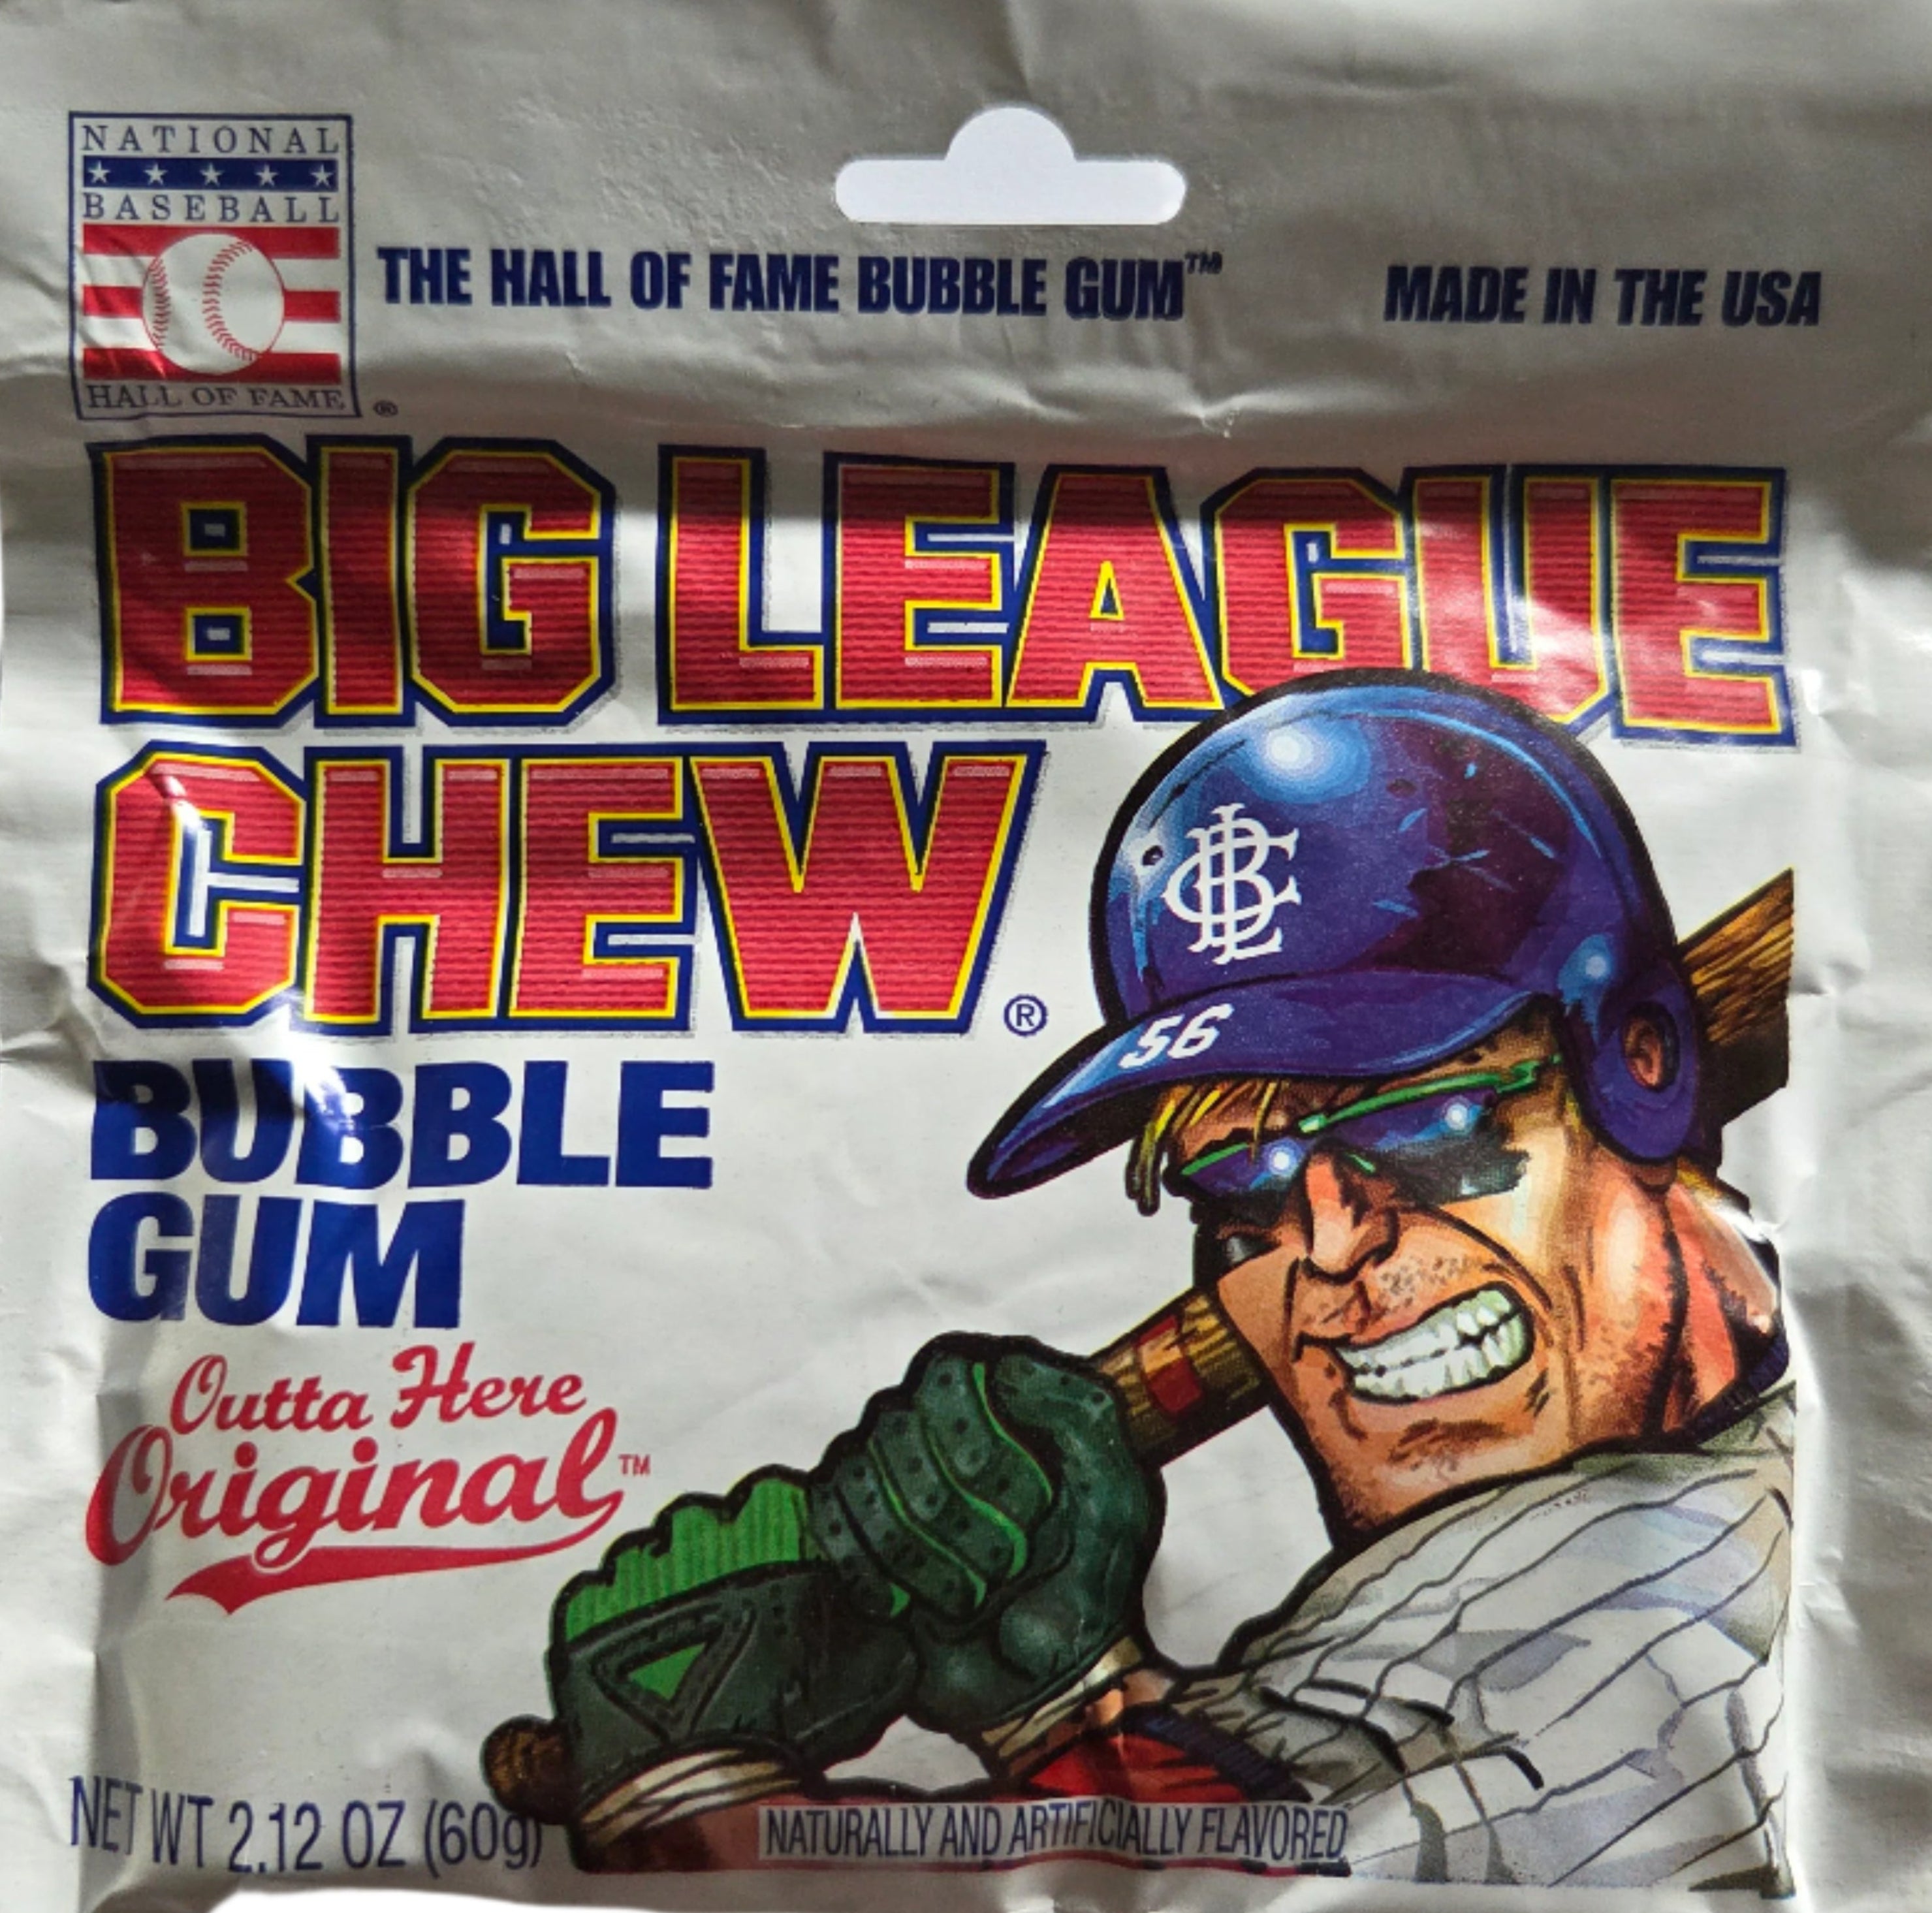 NATIONAL
BASEBALL
HALL OF FAME ®
THE HALL OF FAME BUBBLE GUM™
MADE IN THE USA
BIG LEAGUE
CHEW®
BLC
56
BUBBLE
GUM
Outta Here
Original™
NET WT 2.12 OZ (60g)
NATURALLY AND ARTIFICIALLY FLAVORED